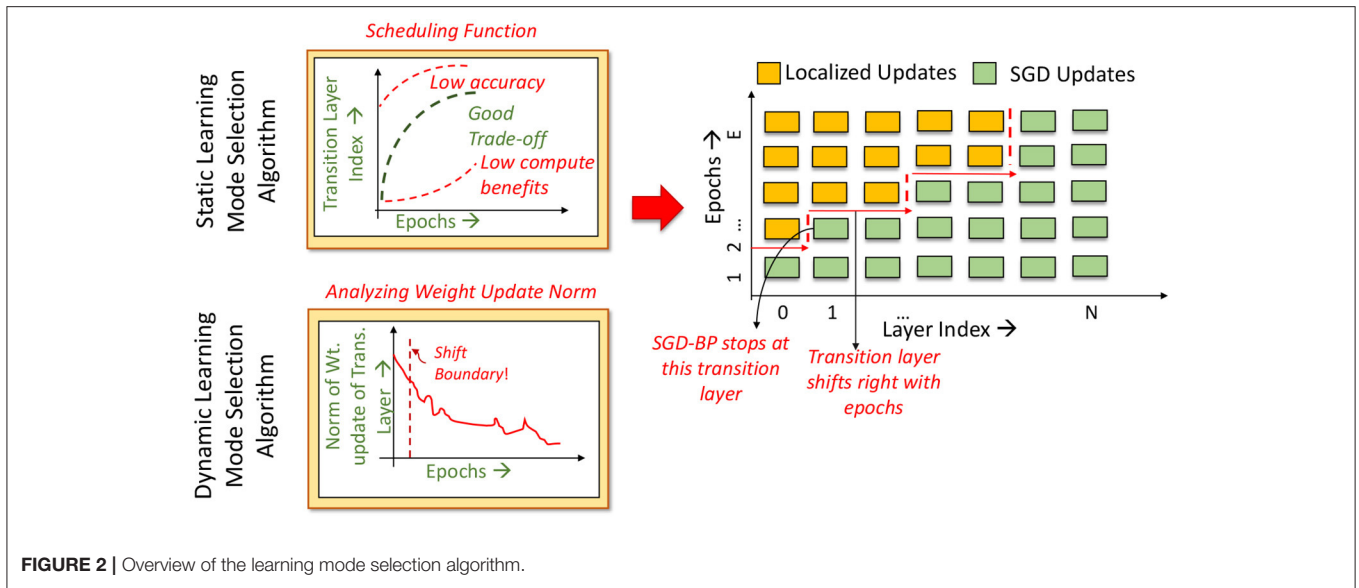 Static Learning
Mode Selection
Algorithm
Scheduling Function
Transition Layer
Index →
Low accuracy
Good
Trade-off
Low compute
benefits
Epochs →
Dynamic Learning
Mode Selection
Algorithm
Analyzing Weight Update Norm
Norm of Wt.
update of Trans.
Layer →
Shift
Boundary!
Epochs →
Localized Updates
SGD Updates
Epochs →
E
...
2
1
0
1
...
N
Layer Index →
SGD-BP stops at
this transition
layer
Transition layer
shifts right with
epochs
FIGURE 2 | Overview of the learning mode selection algorithm.